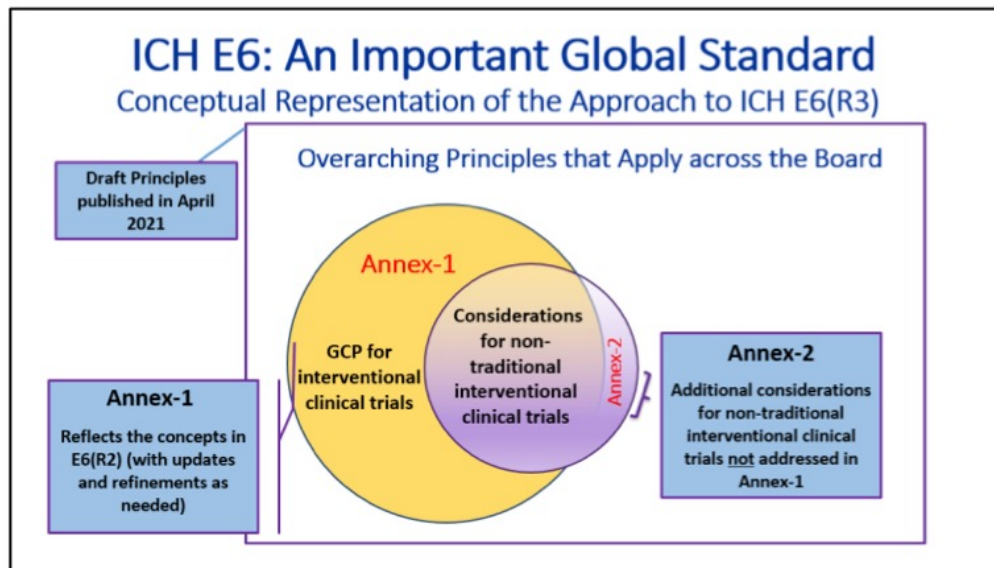 ICH E6: An Important Global Standard
Conceptual Representation of the Approach to ICH E6(R3)
Draft Principles
published in April
2021
Overarching Principles that Apply across the Board
Annex-1
GCP for
interventional
clinical trials
Considerations
for non-
traditional
interventional
clinical trials
Annex-2
Annex-1
Reflects the concepts in
E6(R2) (with updates
and refinements as
needed)
Annex-2
Additional considerations
for non-traditional
interventional clinical
trials not addressed in
Annex-1